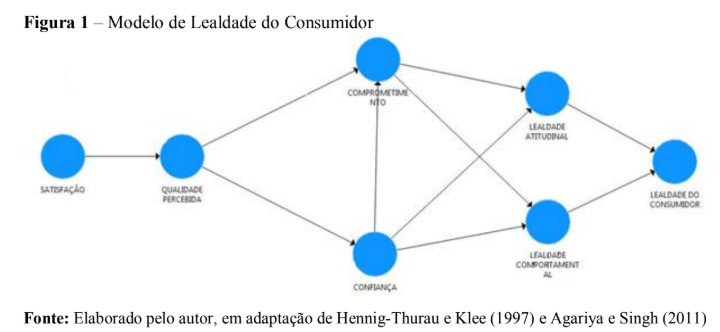 Figura 1 – Modelo de Lealdade do Consumidor
COMPROMETIME
NTO
LEALDADE
ATITUDINAL
SATISFAÇÃO
QUALIDADE
PERCEBIDA
LEALDADE DO
CONSUMIDOR
LEALDADE
COMPORTAMENT
AL
CONFIANÇA
Fonte: Elaborado pelo autor, em adaptação de Hennig-Thurau e Klee (1997) e Agariya e Singh (2011)